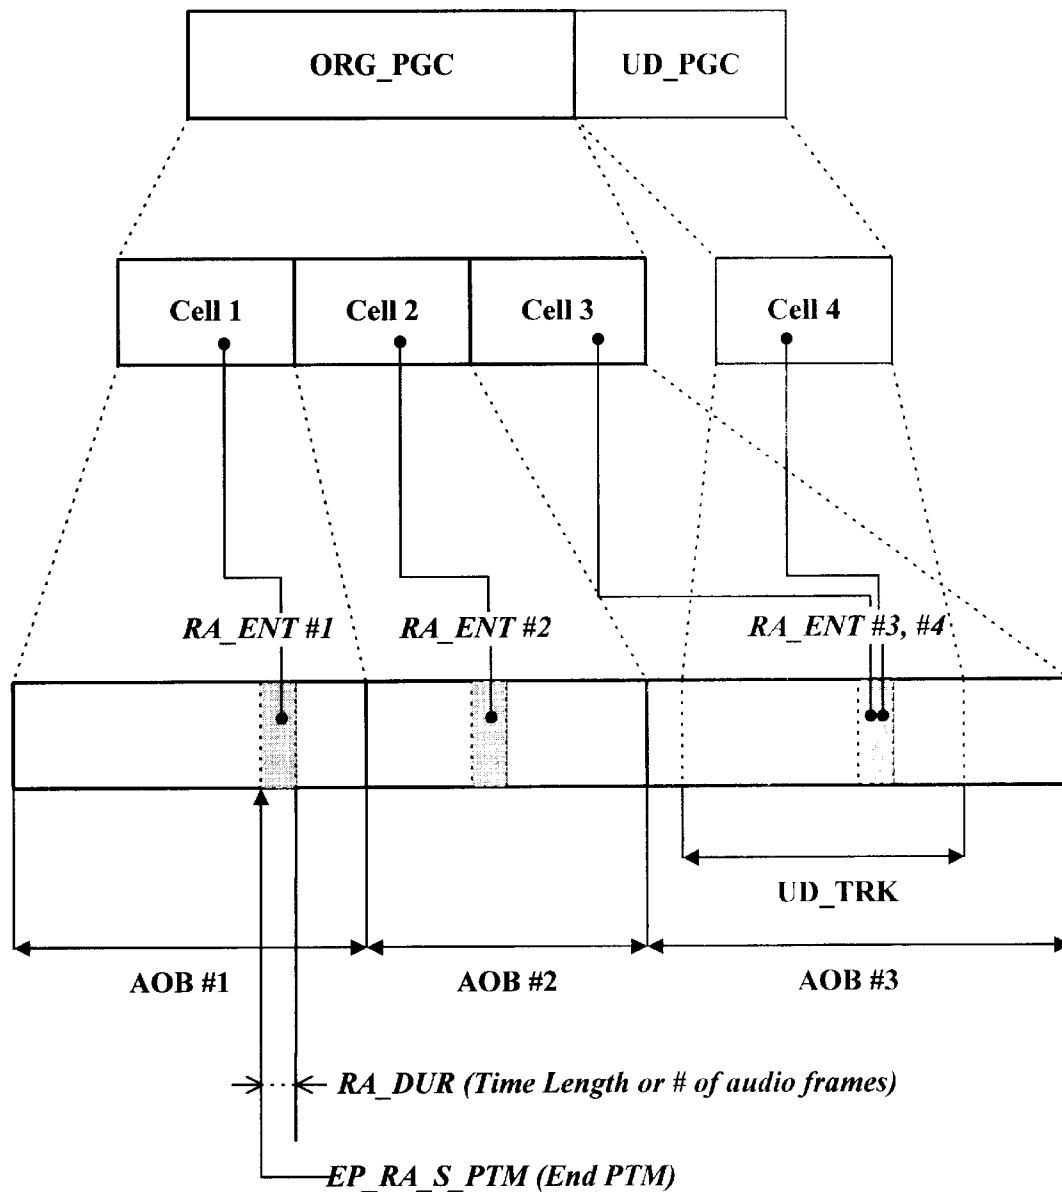 ORG_PGC UD_PGC
Cell 1 Cell 2 Cell 3 Cell 4
RA_ENT #1 RA_ENT #2 RA_ENT #3, #4
UD_TRK
AOB #1 AOB #2 AOB #3
RA_DUR (Time Length or # of audio frames)
EP_RA_S_PTM (End PTM)